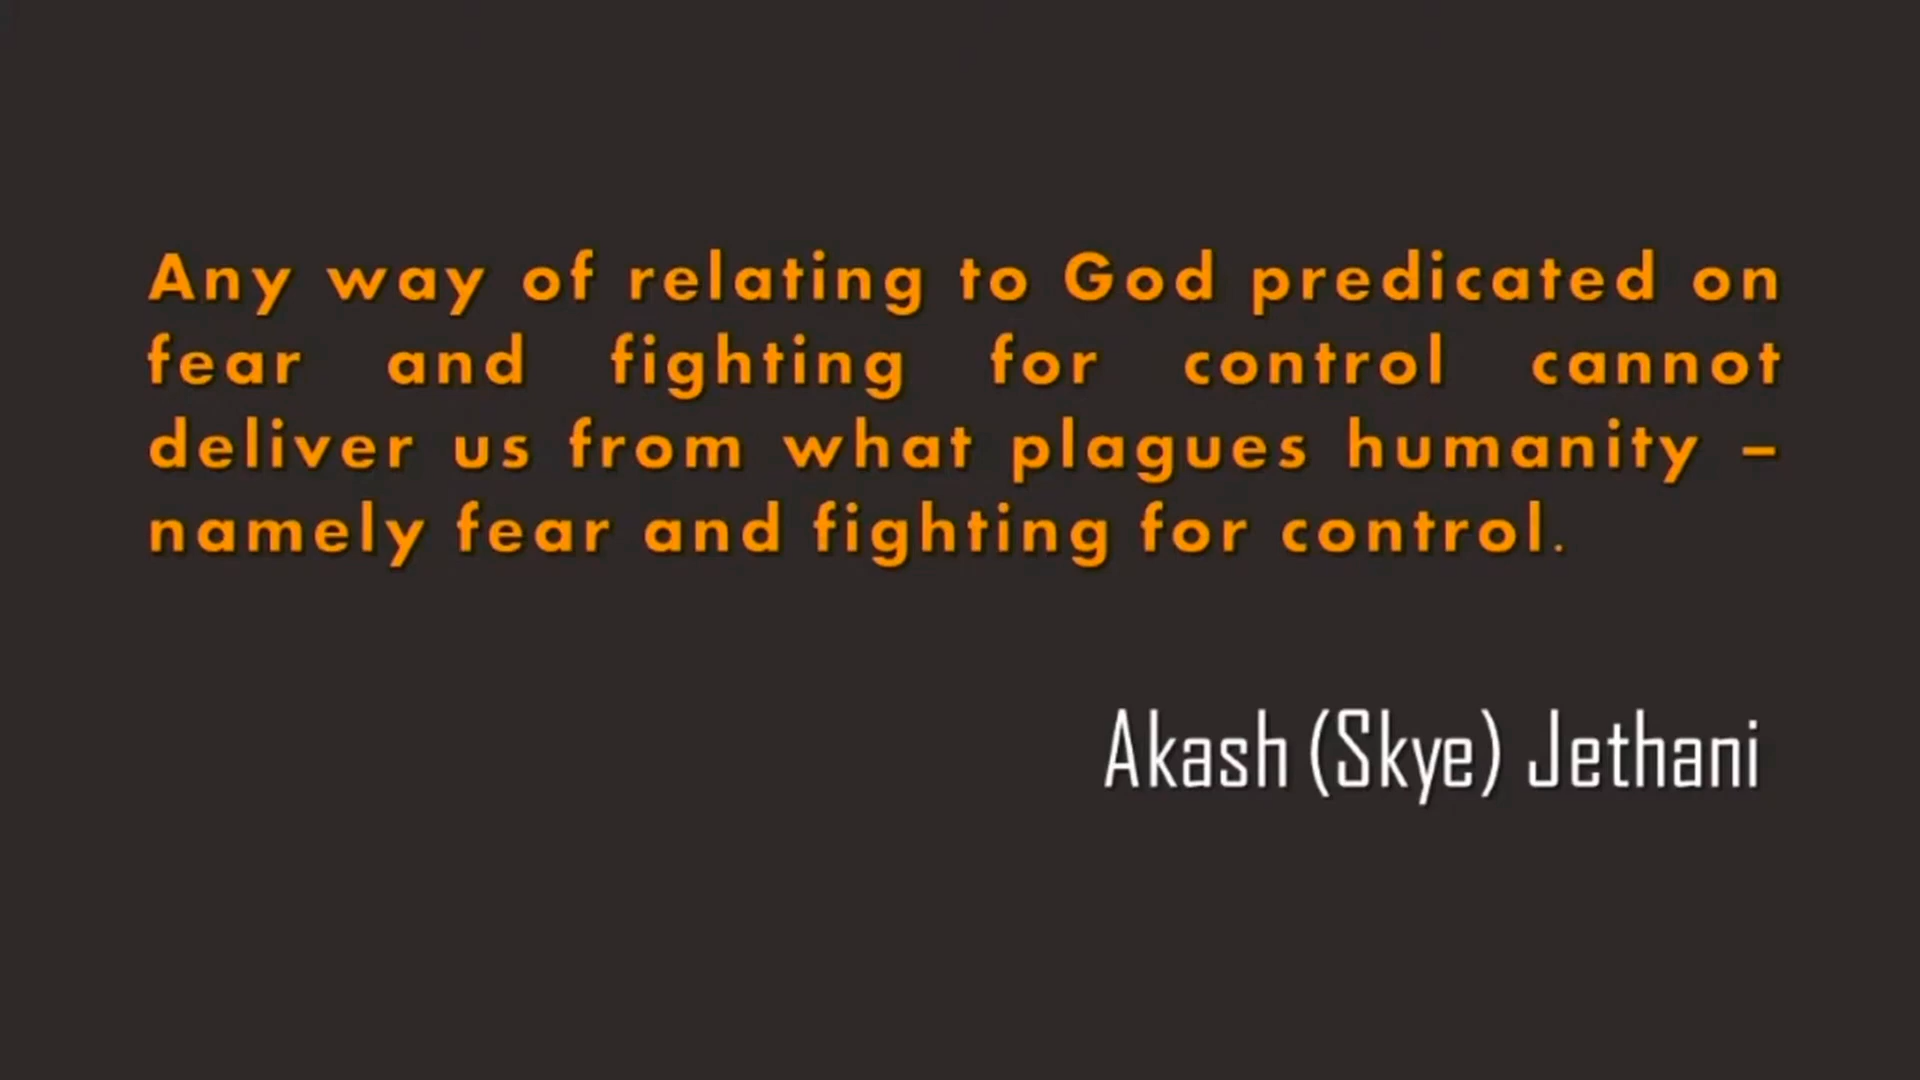 Any way of relating to God predicated on
fear and fighting for control cannot
deliver us from what plagues humanity –
namely fear and fighting for control.
Akash (Skye) Jethani